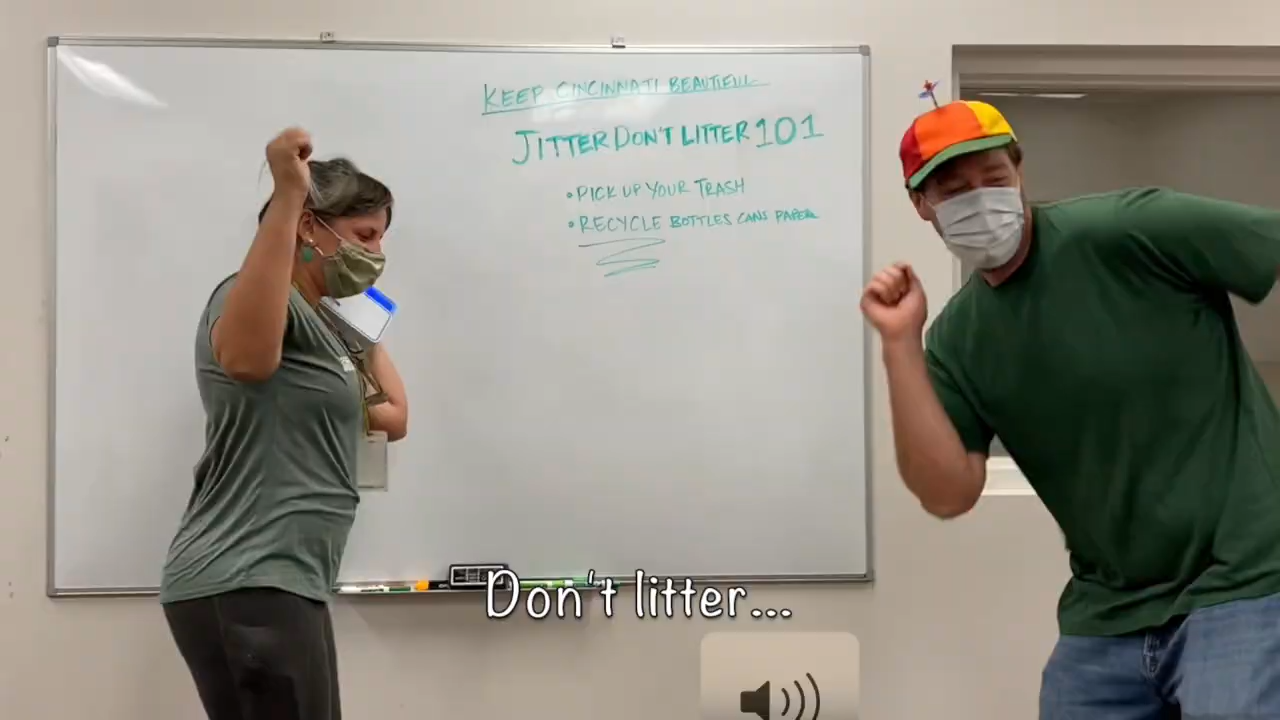 KEEP CINCINNATI BEAUTIFUL
JITTER DON'T LITTER 101
• PICK UP YOUR TRASH
• RECYCLE BOTTLES CANS PAPER
Don't litter...